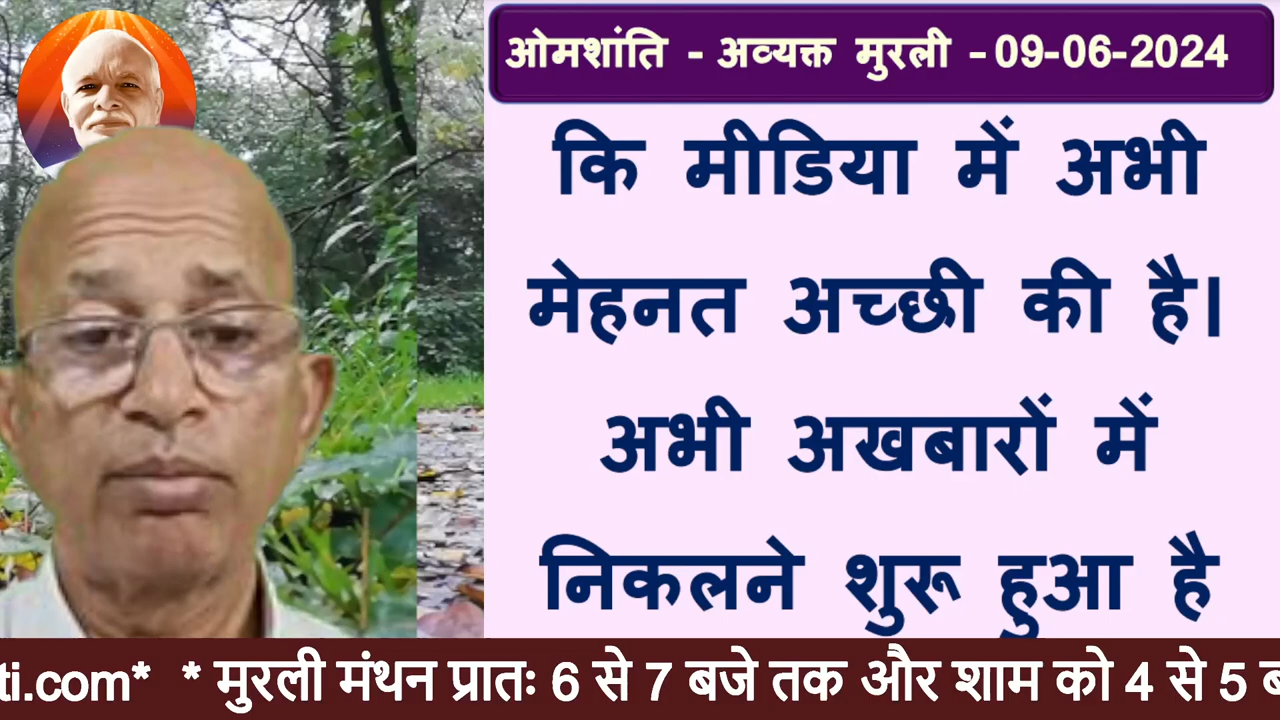 ओमशांति - अव्यक्त मुरली - 09-06-2024
कि मीडिया में अभी
मेहनत अच्छी की है।
अभी अखबारों में
निकलने शुरू हुआ है
ti.com* * मुरली मंथन प्रातः 6 से 7 बजे तक और शाम को 4 से 5